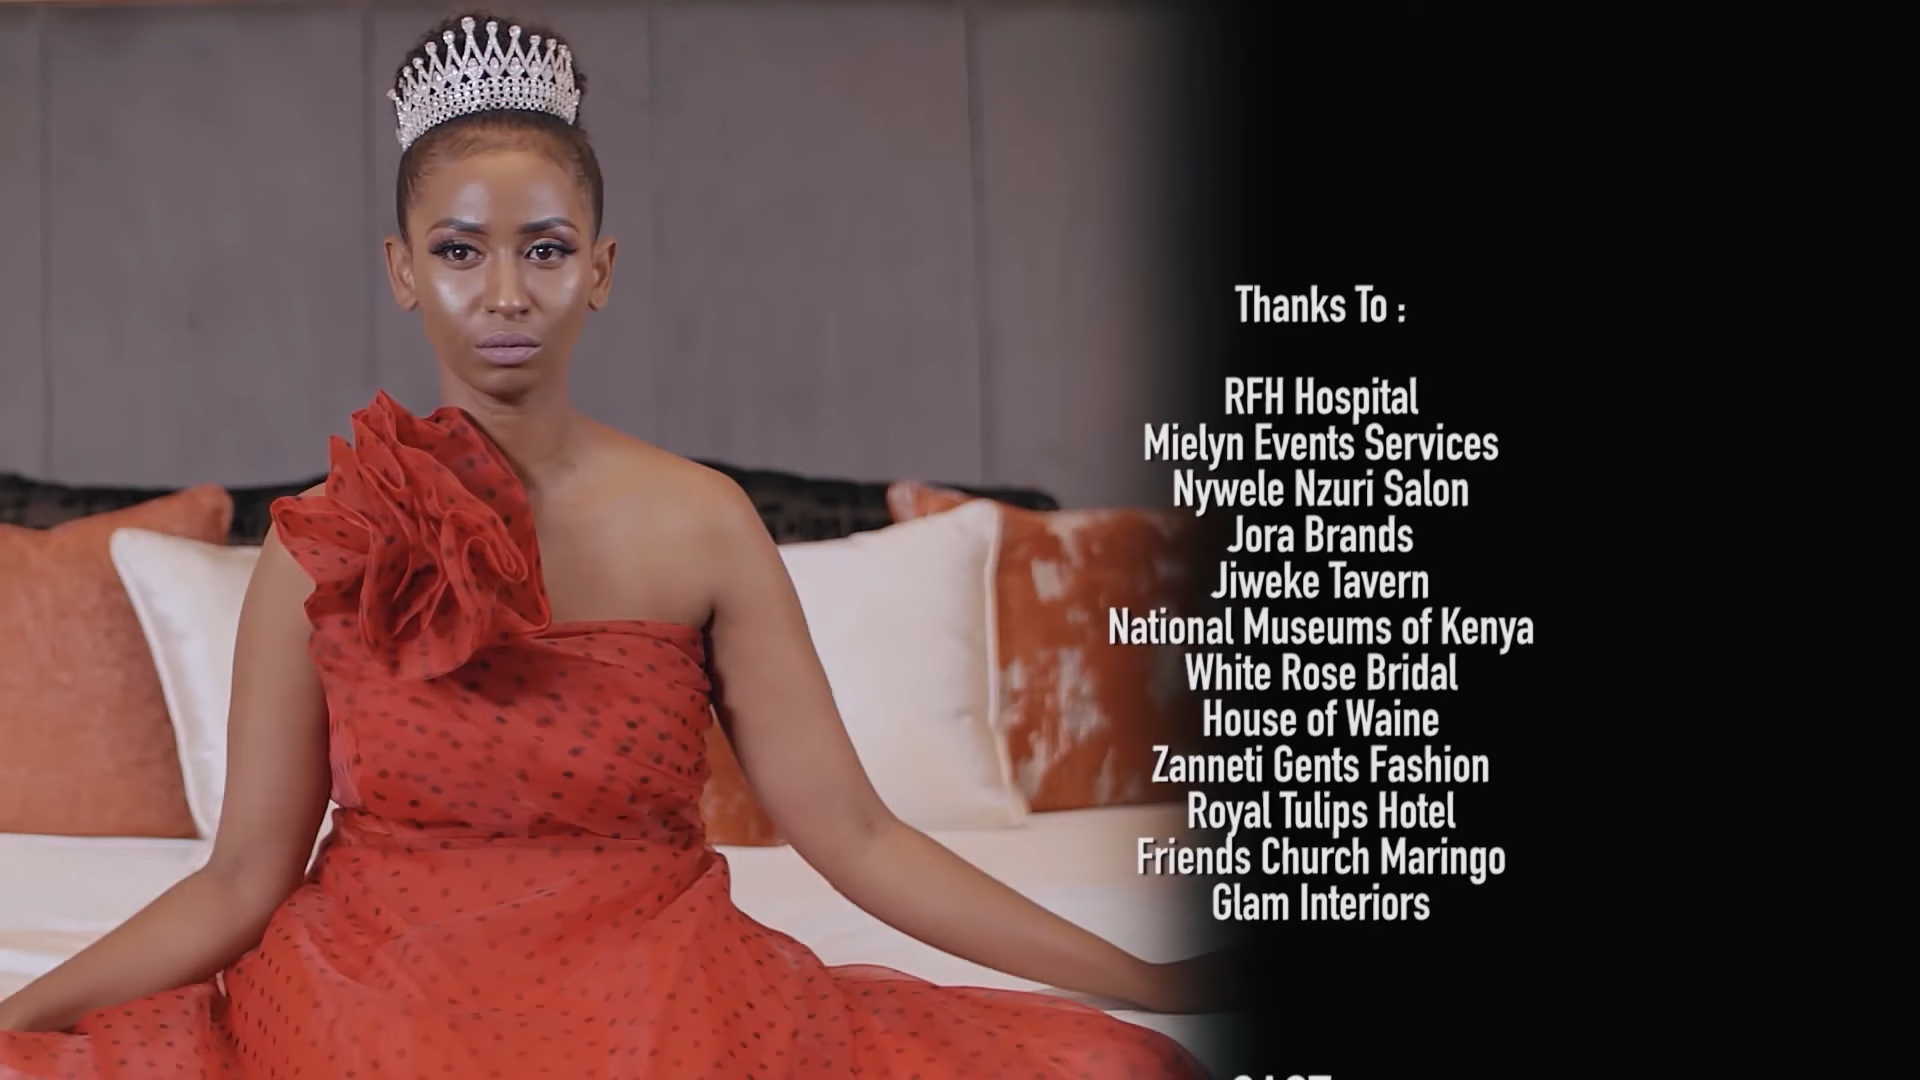 Thanks To :
RFH Hospital
Mielyn Events Services
Nywele Nzuri Salon
Jora Brands
Jiweke Tavern
National Museums of Kenya
White Rose Bridal
House of Waine
Zanneti Gents Fashion
Royal Tulips Hotel
Friends Church Maringo
Glam Interiors